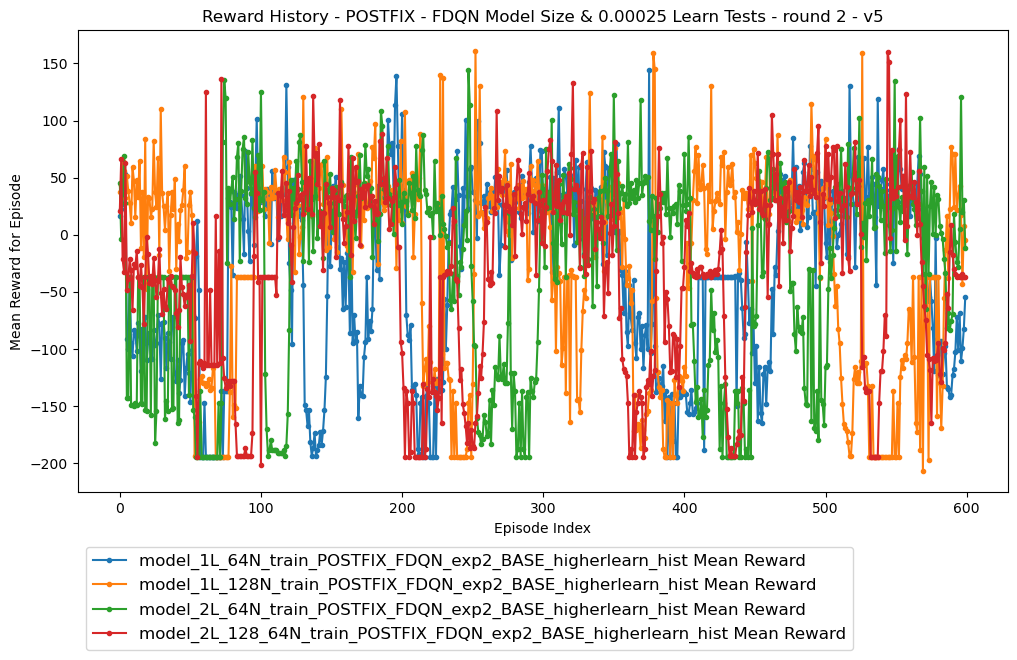 Reward History - POSTFIX - FDQN Model Size & 0.00025 Learn Tests - round 2 - v5
Mean Reward for Episode
150
100
50
0
−50
−100
−150
−200
0 100 200 300 400 500 600
Episode Index
model_1L_64N_train_POSTFIX_FDQN_exp2_BASE_higherlearn_hist Mean Reward
model_1L_128N_train_POSTFIX_FDQN_exp2_BASE_higherlearn_hist Mean Reward
model_2L_64N_train_POSTFIX_FDQN_exp2_BASE_higherlearn_hist Mean Reward
model_2L_128_64N_train_POSTFIX_FDQN_exp2_BASE_higherlearn_hist Mean Reward